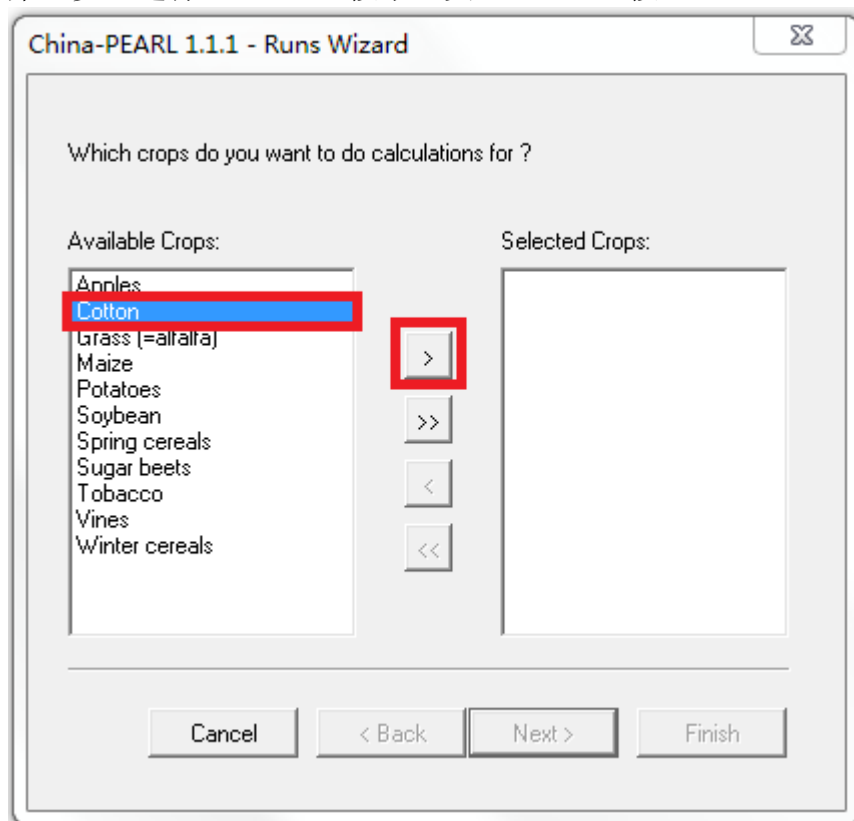 China-PEARL 1.1.1 - Runs Wizard
Which crops do you want to do calculations for ?
Available Crops:
Selected Crops:
Apples
Cotton
Grass (=alfalfa)
Maize
Potatoes
Soybean
Spring cereals
Sugar beets
Tobacco
Vines
Winter cereals
>
>>
<
<<
Cancel
< Back
Next >
Finish